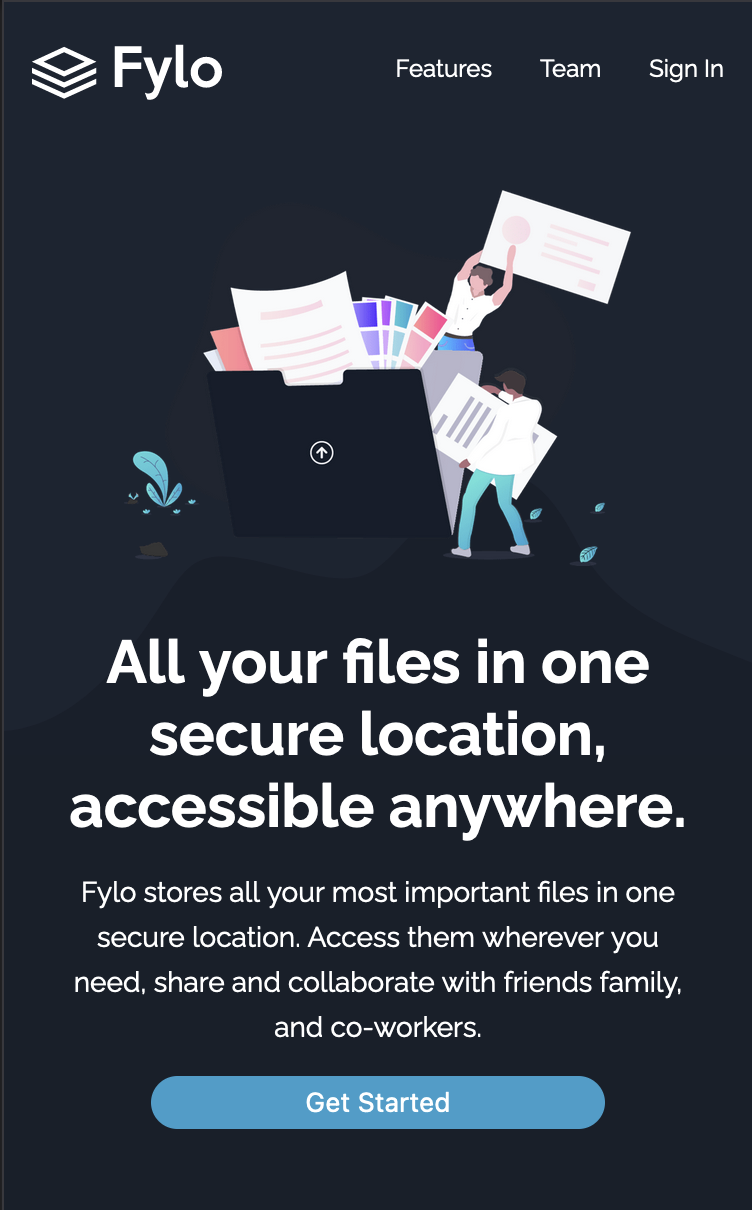 Fylo
Features
Team
Sign In
All your files in one
secure location,
accessible anywhere.
Fylo stores all your most important files in one
secure location. Access them wherever you
need, share and collaborate with friends family,
and co-workers.
Get Started